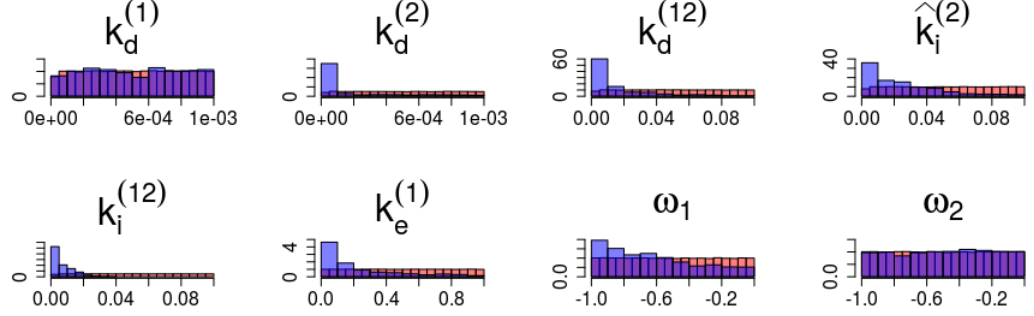 k_d^(1) k_d^(2) k_d^(12) k̂_i^(2)
0 0 0 60 0 40
0e+00 6e-04 1e-03 0e+00 6e-04 1e-03 0.00 0.04 0.08 0.00 0.04 0.08
k_i^(12) k_e^(1) ω₁ ω₂
0 0 4 0.0 0.0
0.00 0.04 0.08 0.0 0.4 0.8 -1.0 -0.6 -0.2 -1.0 -0.6 -0.2